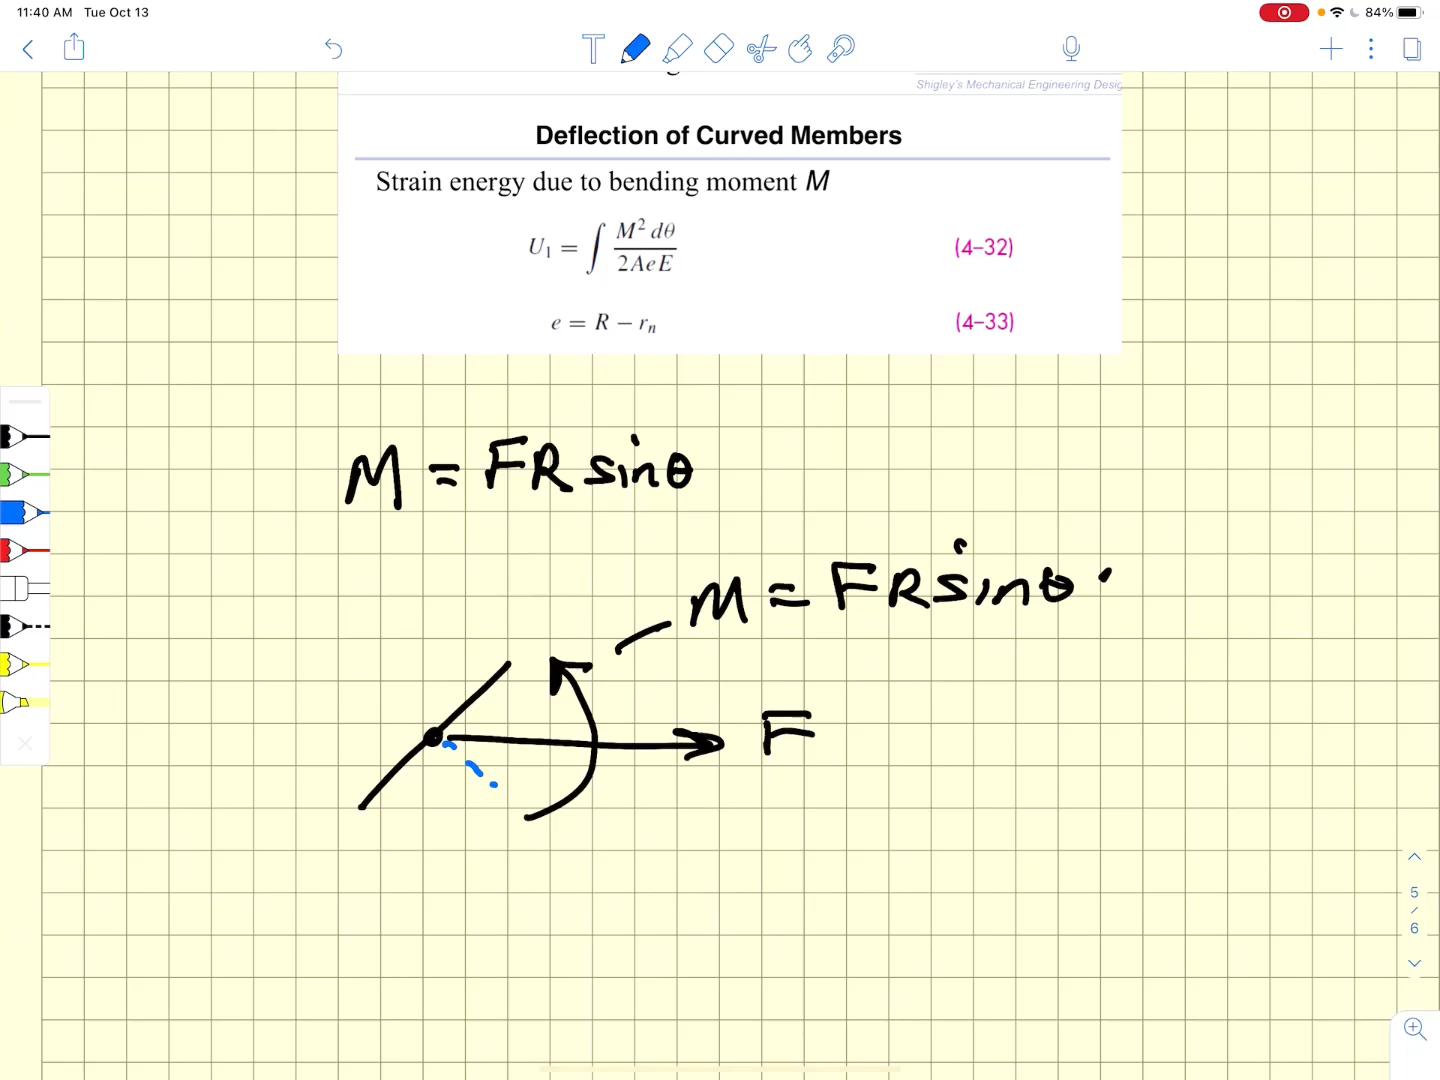 11:40 AM Tue Oct 13
84%
Shigley's Mechanical Engineering Desig
Deflection of Curved Members
Strain energy due to bending moment M
U₁ = ∫ M² dθ / 2AeE (4–32)
e = R − rₙ (4–33)
M = FR sinθ
M = FR sinθ
F
5
/
6